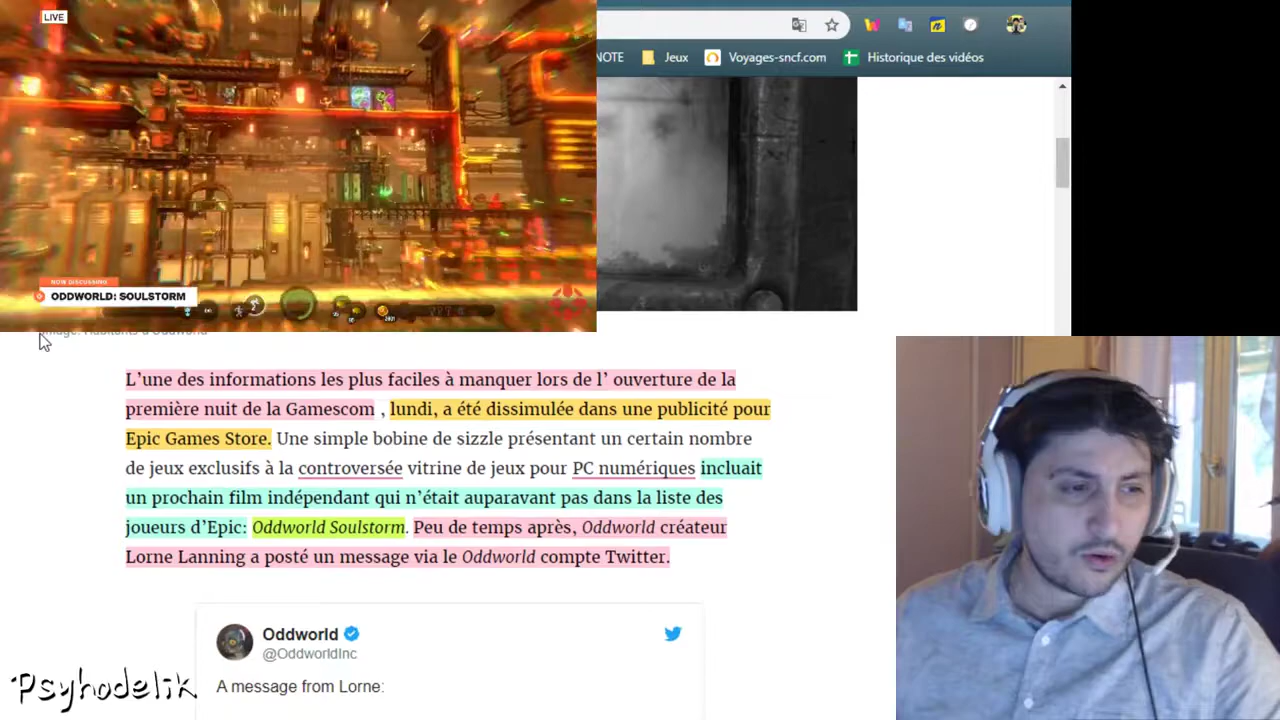 LIVE
NOW DISCUSSING
ODDWORLD: SOULSTORM
NOTE
Jeux
Voyages-sncf.com
Historique des vidéos
L’une des informations les plus faciles à manquer lors de l’ ouverture de la
première nuit de la Gamescom , lundi, a été dissimulée dans une publicité pour
Epic Games Store. Une simple bobine de sizzle présentant un certain nombre
de jeux exclusifs à la controversée vitrine de jeux pour PC numériques incluait
un prochain film indépendant qui n’était auparavant pas dans la liste des
joueurs d’Epic: Oddworld Soulstorm. Peu de temps après, Oddworld créateur
Lorne Lanning a posté un message via le Oddworld compte Twitter.
Oddworld
@OddworldInc
A message from Lorne:
Psyhodelik